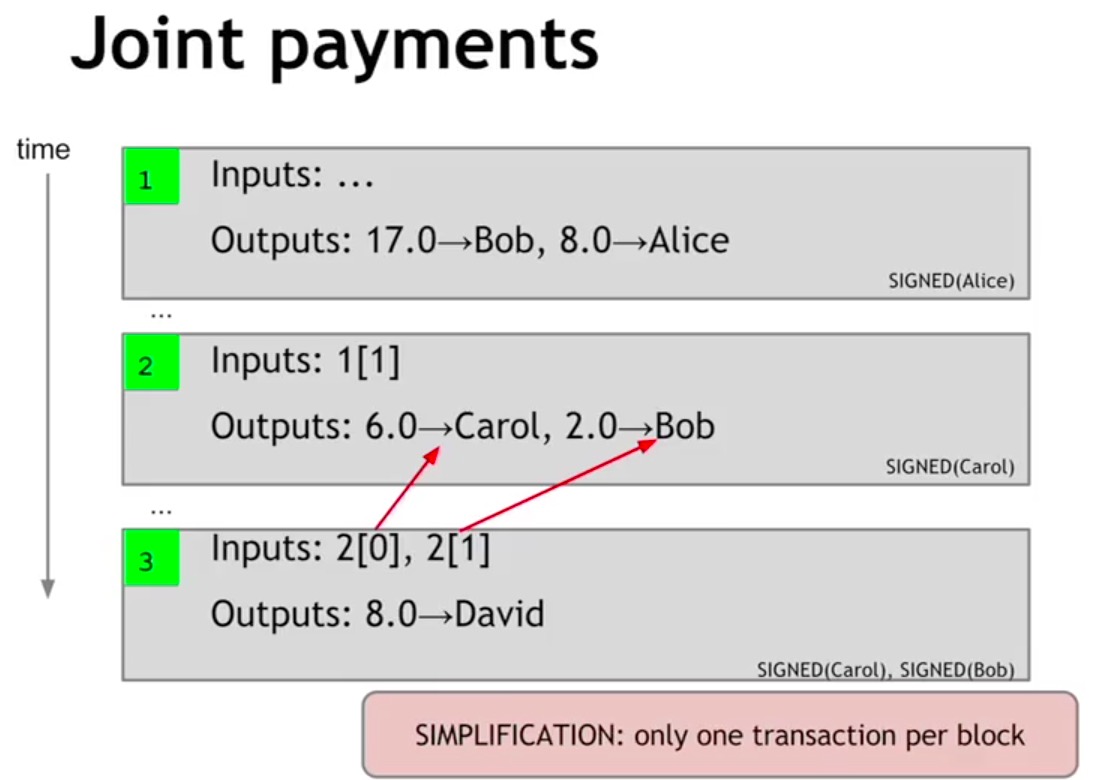 Joint payments
time
1
Inputs: ...
Outputs: 17.0→Bob, 8.0→Alice
SIGNED(Alice)
...
2
Inputs: 1[1]
Outputs: 6.0→Carol, 2.0→Bob
SIGNED(Carol)
...
3
Inputs: 2[0], 2[1]
Outputs: 8.0→David
SIGNED(Carol), SIGNED(Bob)
SIMPLIFICATION: only one transaction per block